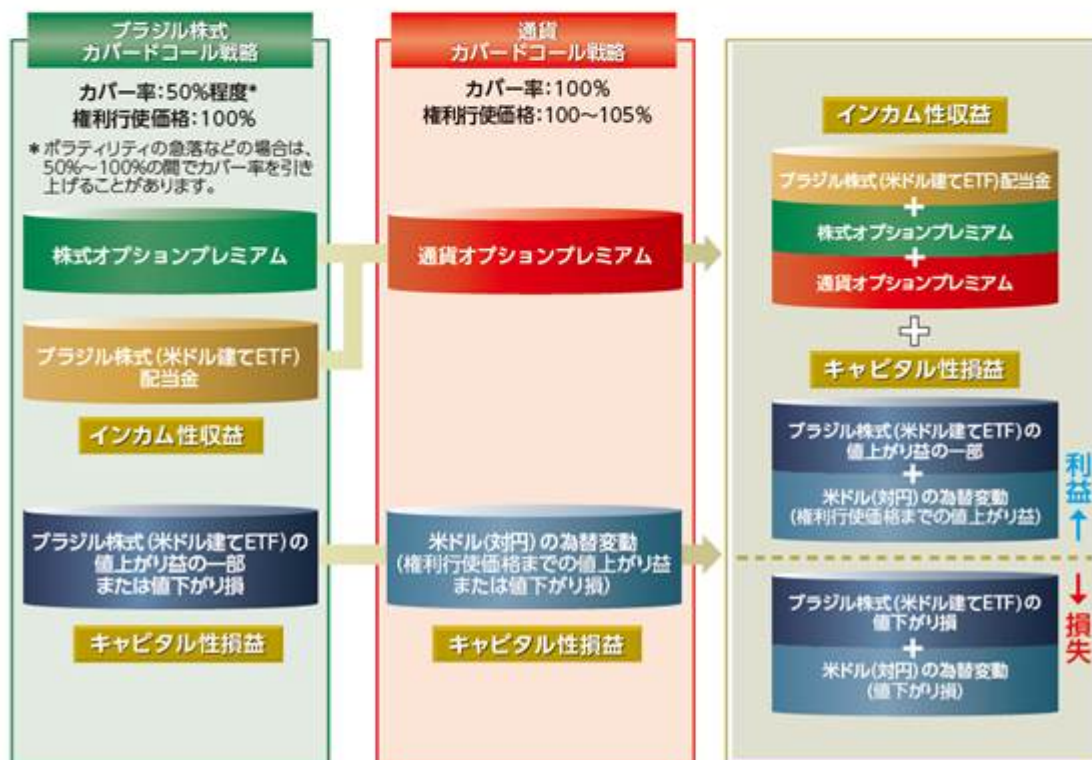 ブラジル株式
カバードコール戦略
カバー率：50%程度*
権利行使価格：100%
*ボラティリティの急落などの場合は、
50%～100%の間でカバー率を引き
上げることがあります。
株式オプションプレミアム
ブラジル株式(米ドル建てETF)
配当金
インカム性収益
ブラジル株式(米ドル建てETF)の
値上がり益の一部
または値下がり損
キャピタル性損益
通貨
カバードコール戦略
カバー率：100%
権利行使価格：100～105%
通貨オプションプレミアム
米ドル(対円)の為替変動
(権利行使価格までの値上がり益
または値下がり損)
キャピタル性損益
インカム性収益
ブラジル株式(米ドル建てETF)配当金
+
株式オプションプレミアム
+
通貨オプションプレミアム
+
キャピタル性損益
ブラジル株式(米ドル建てETF)の
値上がり益の一部
+
米ドル(対円)の為替変動
(権利行使価格までの値上がり益)
利益↑
ブラジル株式(米ドル建てETF)の
値下がり損
+
米ドル(対円)の為替変動
(値下がり損)
↓損失